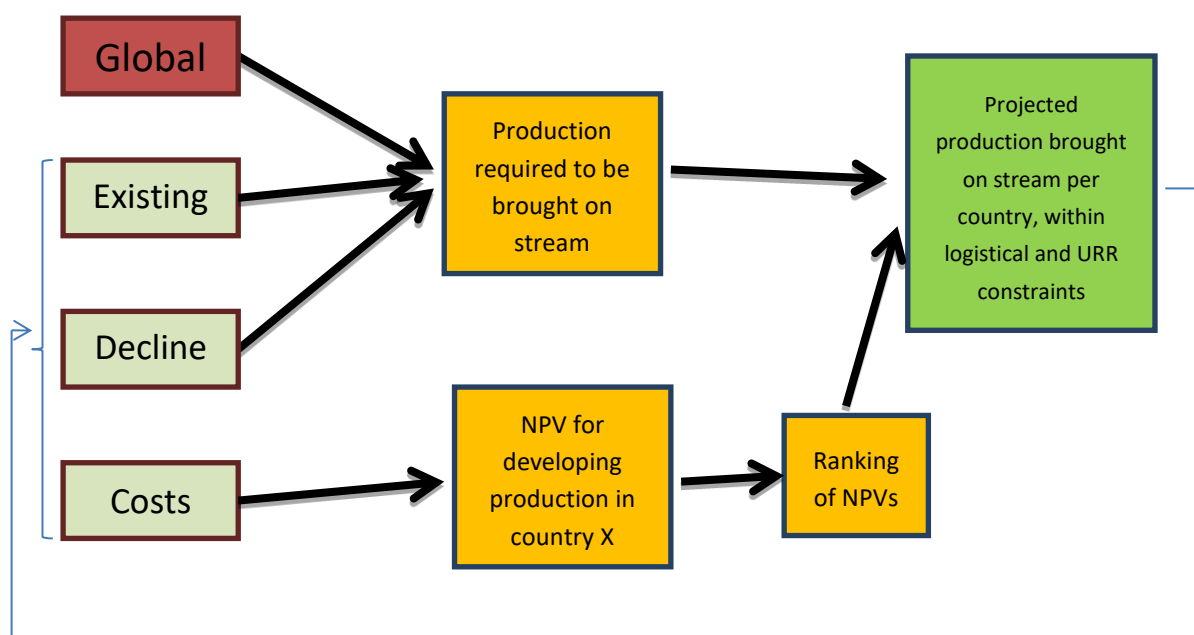 Global
Existing
Decline
Costs
Production
required to be
brought on
stream
NPV for
developing
production in
country X
Ranking
of NPVs
Projected
production brought
on stream per
country, within
logistical and URR
constraints